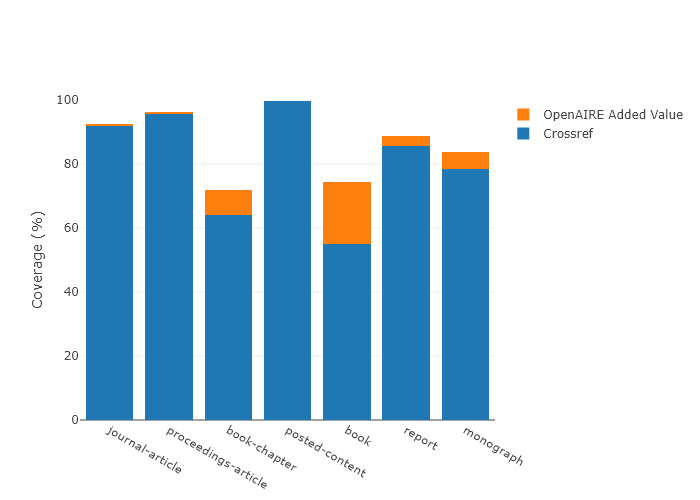 100
80
60
40
20
0
Coverage (%)
OpenAIRE Added Value
Crossref
journal-article
proceedings-article
book-chapter
posted-content
book
report
monograph